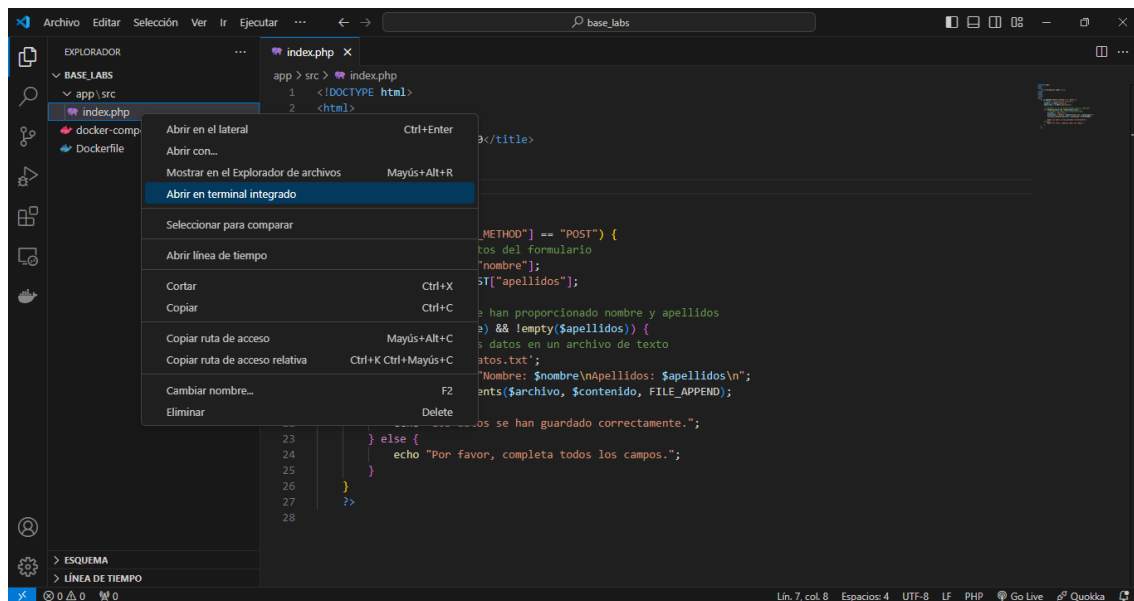 Archivo Editar Selección Ver Ir Ejecutar ... base_labs
EXPLORADOR ...
BASE_LABS
app\src
index.php
docker-comp
Dockerfile
ESQUEMA
LÍNEA DE TIEMPO
index.php
app > src > index.php
1 <!DOCTYPE html>
2 <html>
</title>
_METHOD"] == "POST") {
tos del formulario
"nombre"];
ST["apellidos"];
e han proporcionado nombre y apellidos
e) && !empty($apellidos)) {
s datos en un archivo de texto
atos.txt';
"Nombre: $nombre\nApellidos: $apellidos\n";
ents($archivo, $contenido, FILE_APPEND);
os se han guardado correctamente.";
23 } else {
24 echo "Por favor, completa todos los campos.";
25 }
26 }
27 ?>
28
Abrir en el lateral Ctrl+Enter
Abrir con...
Mostrar en el Explorador de archivos Mayús+Alt+R
Abrir en terminal integrado
Seleccionar para comparar
Abrir línea de tiempo
Cortar Ctrl+X
Copiar Ctrl+C
Copiar ruta de acceso Mayús+Alt+C
Copiar ruta de acceso relativa Ctrl+K Ctrl+Mayús+C
Cambiar nombre... F2
Eliminar Delete
0 0 0 Lín. 7, col. 8 Espacios: 4 UTF-8 LF PHP Go Live Quokka